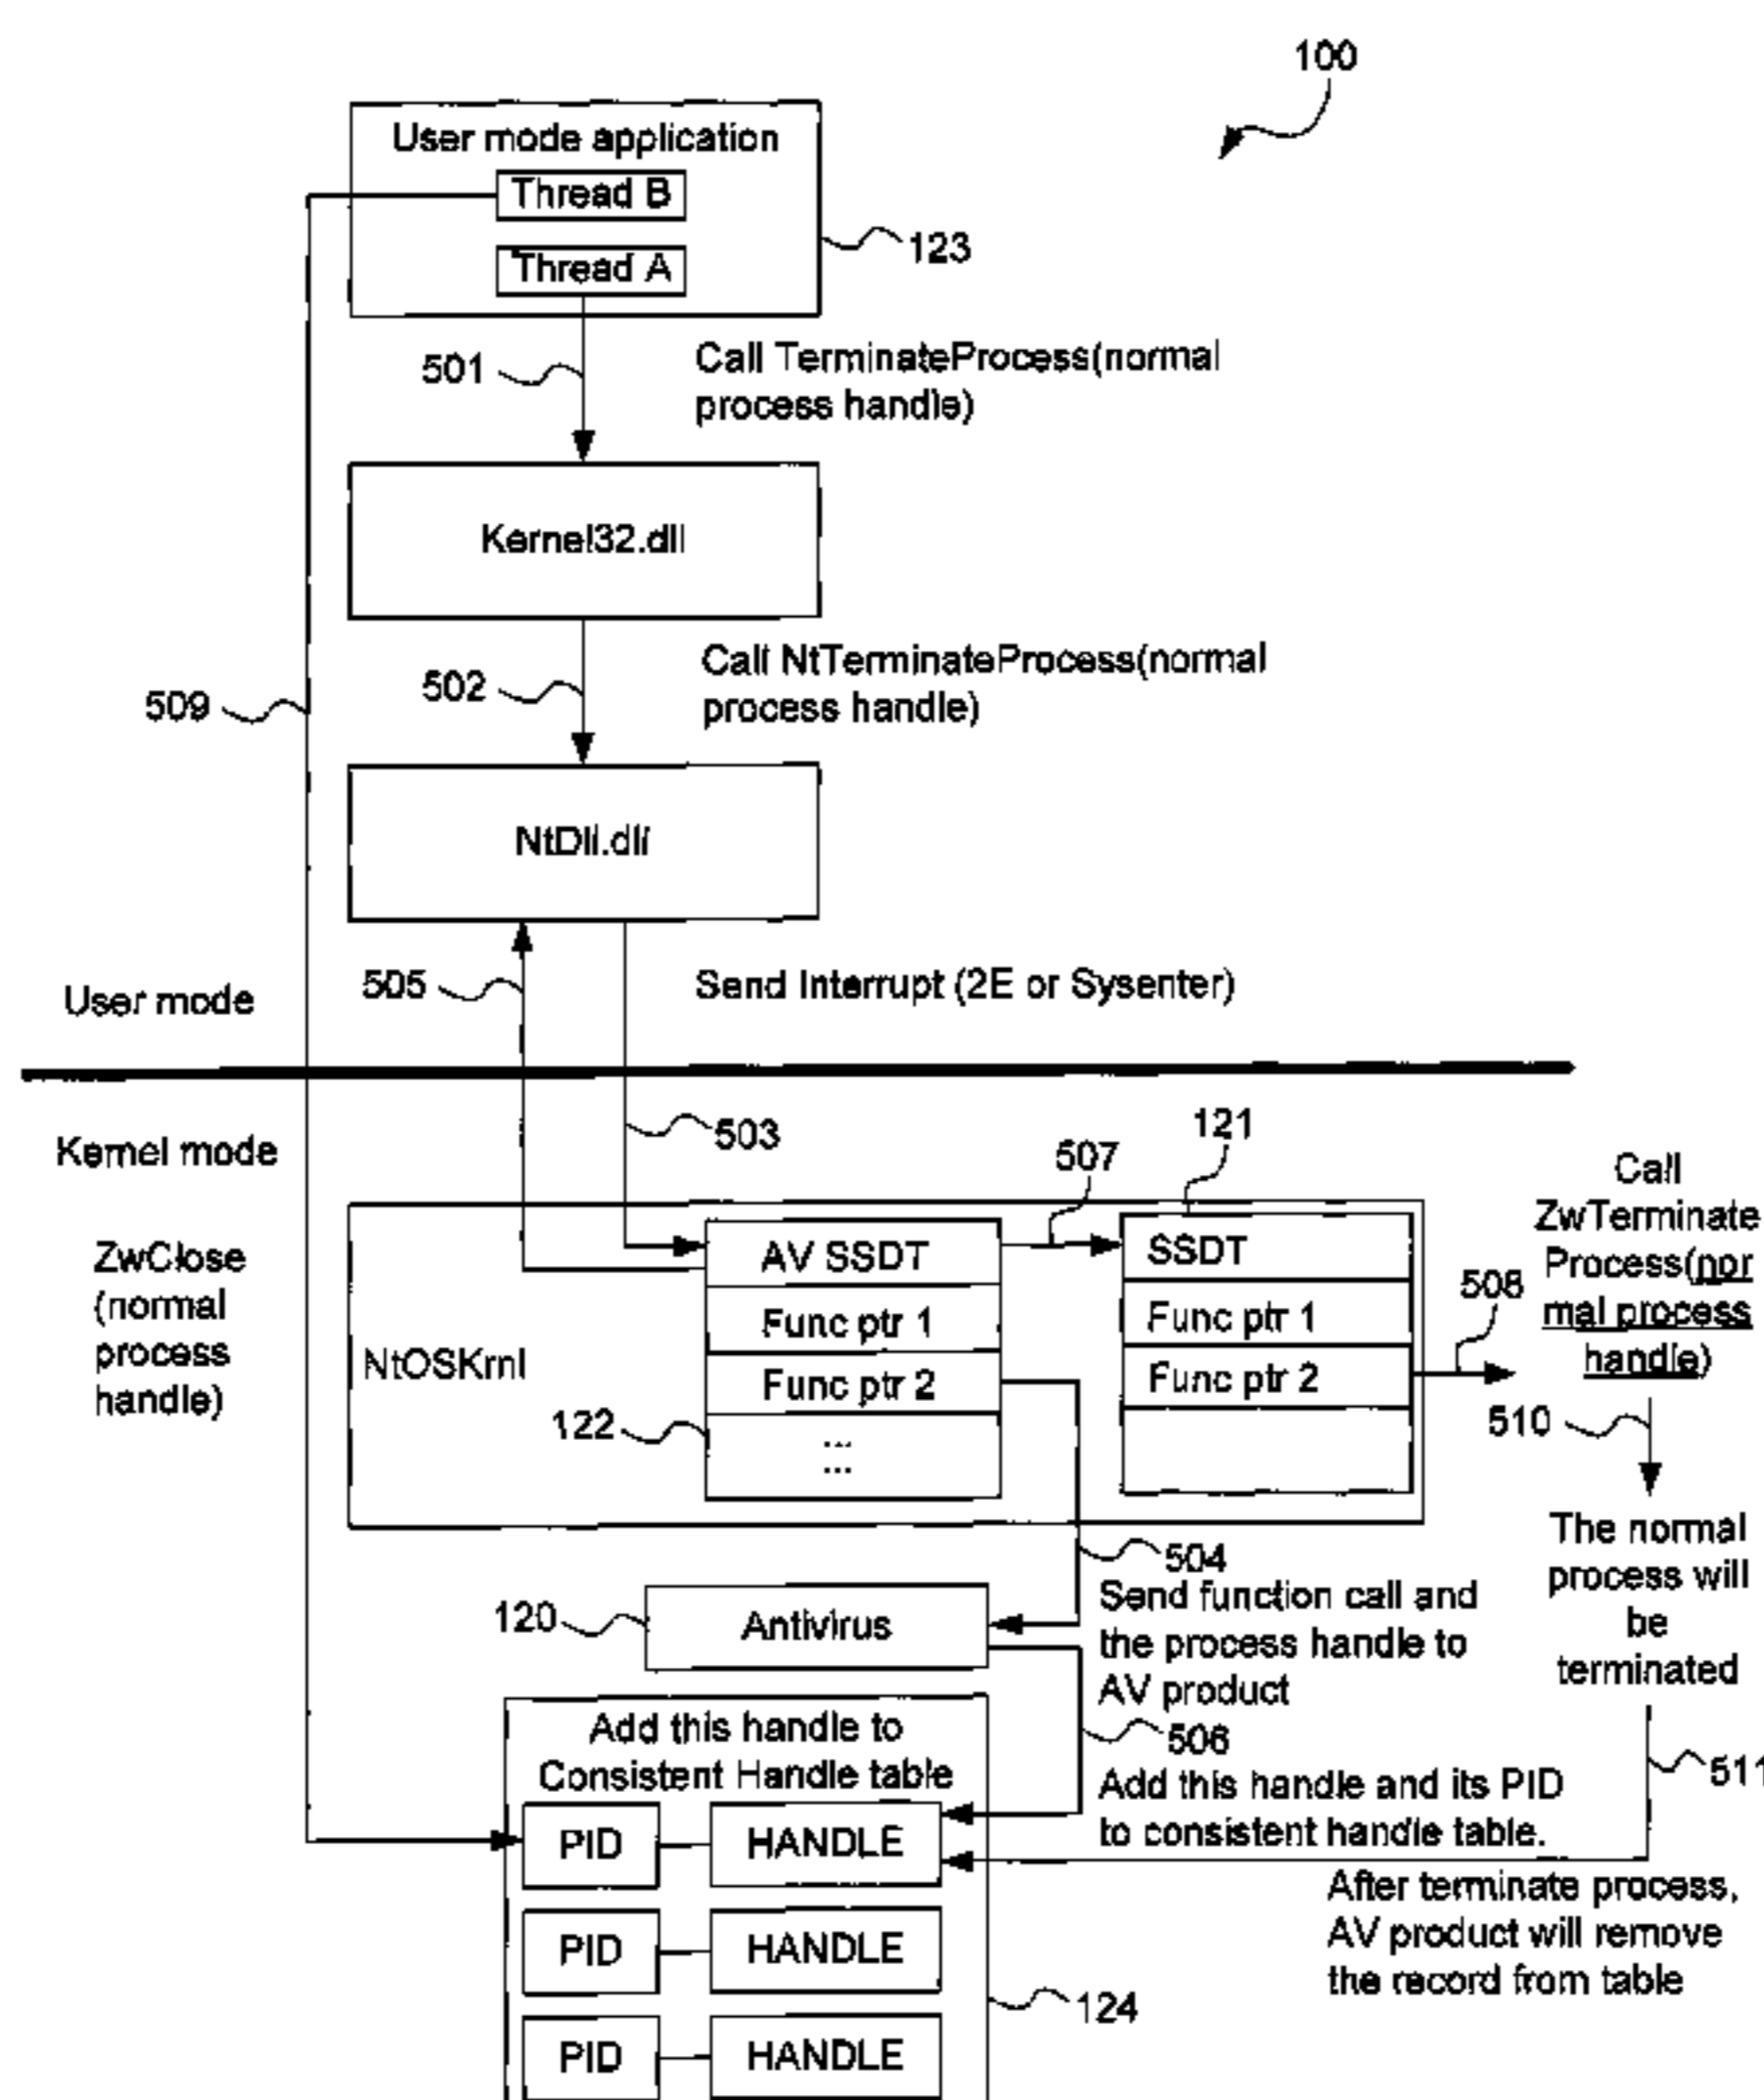 100
User mode application
Thread B
123
Thread A
501
Call TerminateProcess(normal
process handle)
Kernel32.dll
509
502
Call NtTerminateProcess(normal
process handle)
NtDll.dll
User mode
505
Send Interrupt (2E or Sysenter)
Kernel mode
503
507
121
ZwClose
(normal
process
handle)
NtOSKrnl
AV SSDT
Func ptr 1
Func ptr 2
...
...
122
SSDT
Func ptr 1
Func ptr 2
508
Call
ZwTerminate
Process(nor
mal process
handle)
510
The normal
process will
be
terminated
504
Send function call and
the process handle to
AV product
120
Antivirus
506
Add this handle and its PID
to consistent handle table.
511
Add this handle to
Consistent Handle table
PID
HANDLE
After terminate process,
AV product will remove
the record from table
PID
HANDLE
124
PID
HANDLE